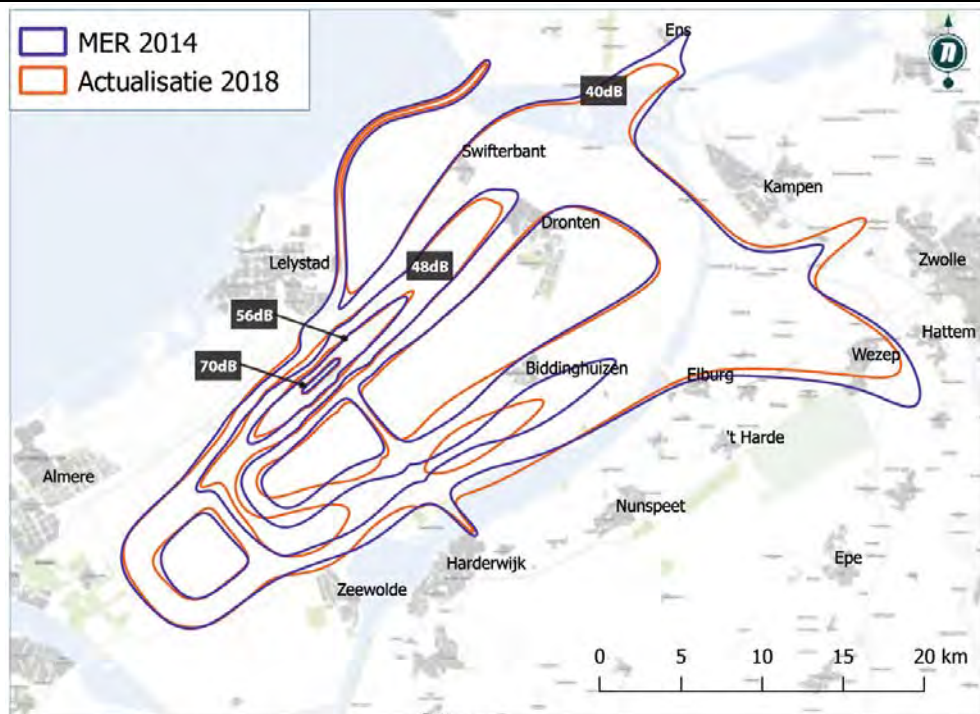 MER 2014
Actualisatie 2018
Ens
n
40dB
Swifterbant
Kampen
Dronten
Zwolle
Lelystad
48dB
56dB
Hattem
Wezep
70dB
Biddinghuizen
Elburg
't Harde
Almere
Nunspeet
Harderwijk
Epe
Zeewolde
0 5 10 15 20 km